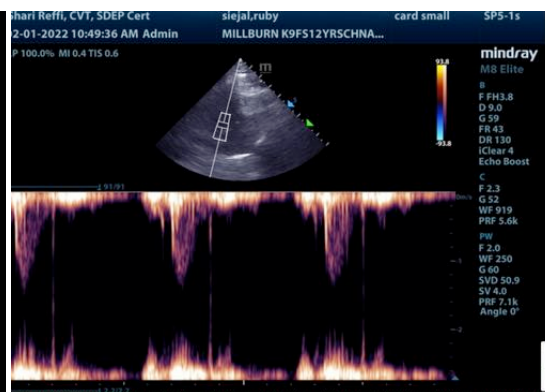 Shari Reffi, CVT, SDEP Cert siejal,ruby card small SP5-1s
02-01-2022 10:49:36 AM Admin MILLBURN K9FS12YRSCHNA...
P 100.0% MI 0.4 TIS 0.6
m
93.8
-93.8
mindray
M8 Elite
B
F FH3.8
D 9.0
G 59
FR 43
DR 130
iClear 4
Echo Boost
C
F 2.3
G 52
WF 919
PRF 5.6k
PW
F 2.0
WF 250
G 60
SVD 50.9
SV 4.0
PRF 7.1k
Angle 0°
91/91
-1
-2